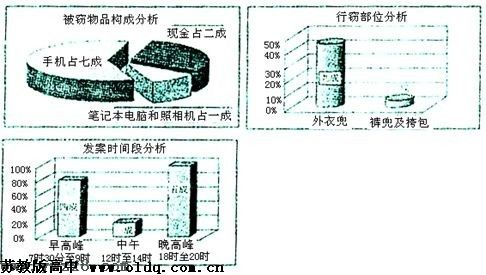 被窃物品构成分析
现金占二成
手机占七成
笔记本电脑和照相机占一成
行窃部位分析
50%
40%
30%
20%
10%
0%
外衣兜
裤兜及挎包
发案时间段分析
100%
80%
60%
40%
20%
0%
四成
一成
五成
早高峰
中午
晚高峰
7时30分至9时
12时至14时
18时至20时
苏教版高中